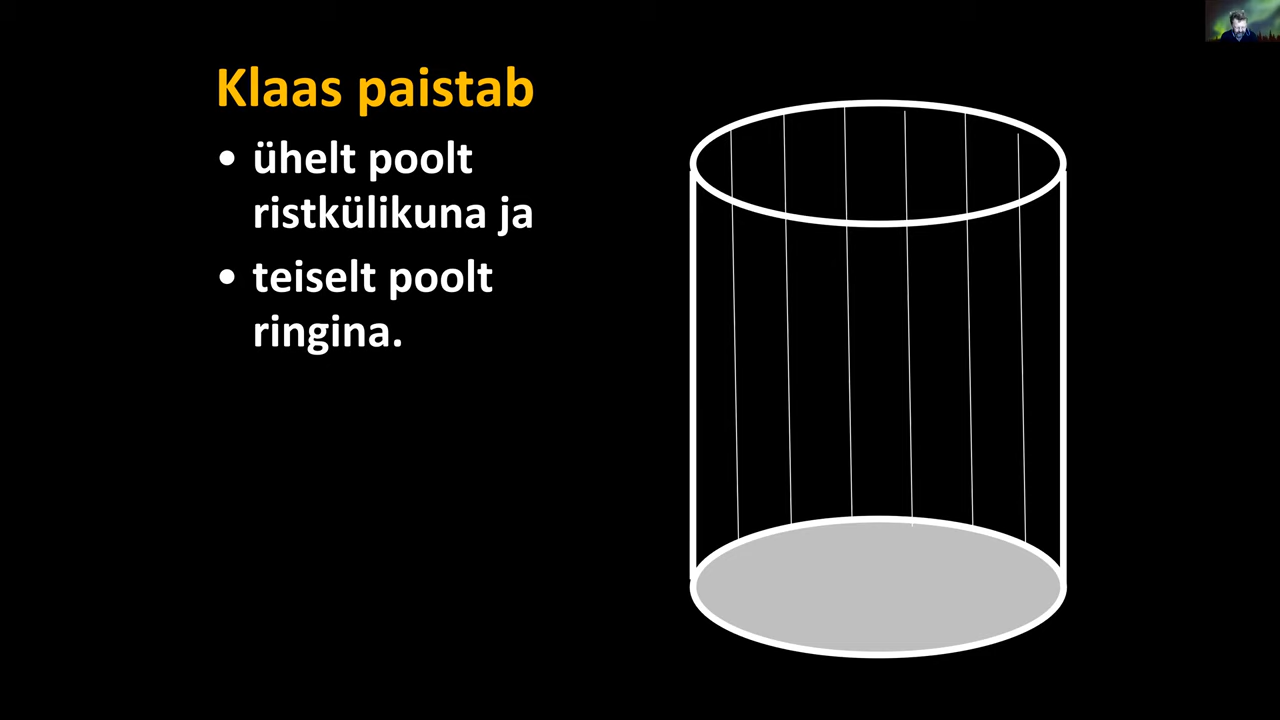 Klaas paistab
• ühelt poolt
ristkülikuna ja
• teiselt poolt
ringina.